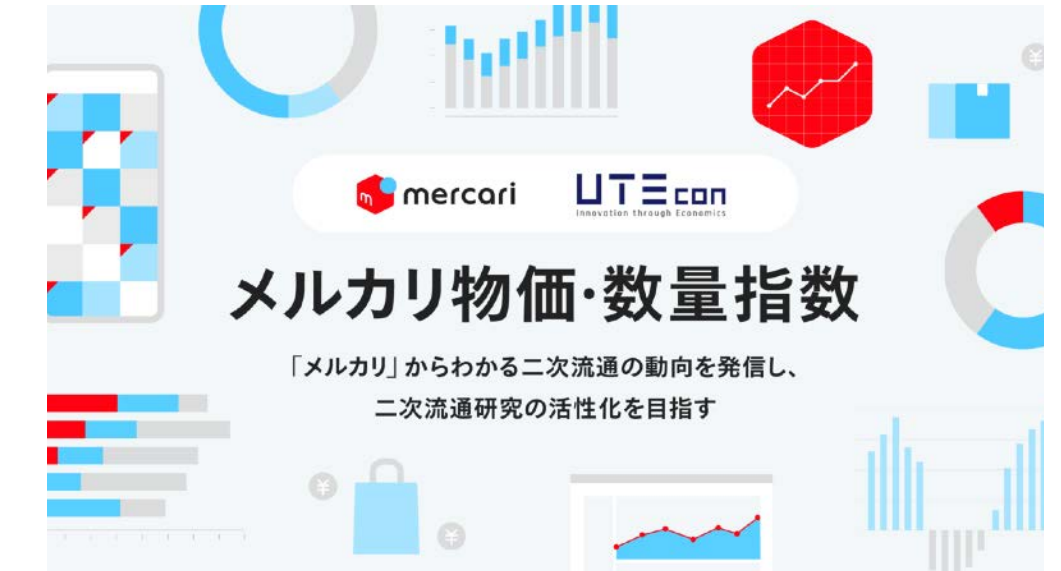 mercari
UTEcon
Innovation through Economics
メルカリ物価・数量指数
「メルカリ」からわかる二次流通の動向を発信し、
二次流通研究の活性化を目指す
m
¥
¥
¥